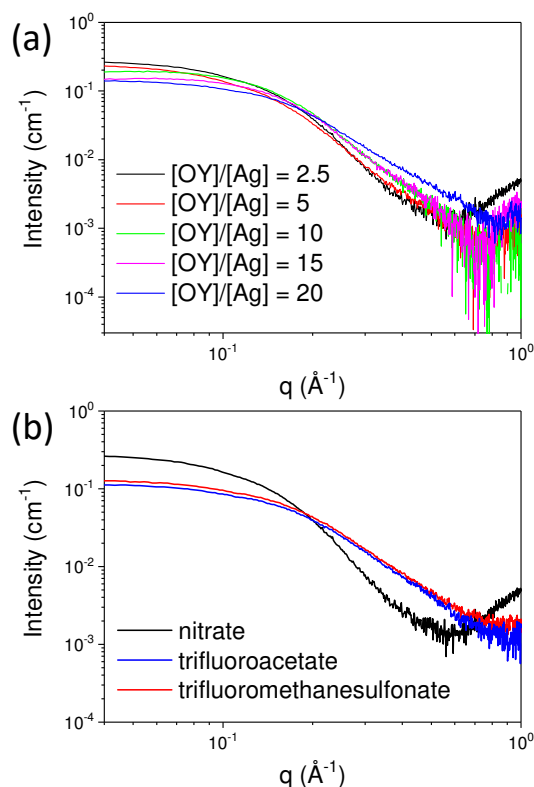 (a)
10^0
10^-1
10^-2
10^-3
10^-4
Intensity (cm^-1)
[OY]/[Ag] = 2.5
[OY]/[Ag] = 5
[OY]/[Ag] = 10
[OY]/[Ag] = 15
[OY]/[Ag] = 20
10^-1
10^0
q (Å^-1)
(b)
10^0
10^-1
10^-2
10^-3
10^-4
Intensity (cm^-1)
nitrate
trifluoroacetate
trifluoromethanesulfonate
10^-1
10^0
q (Å^-1)